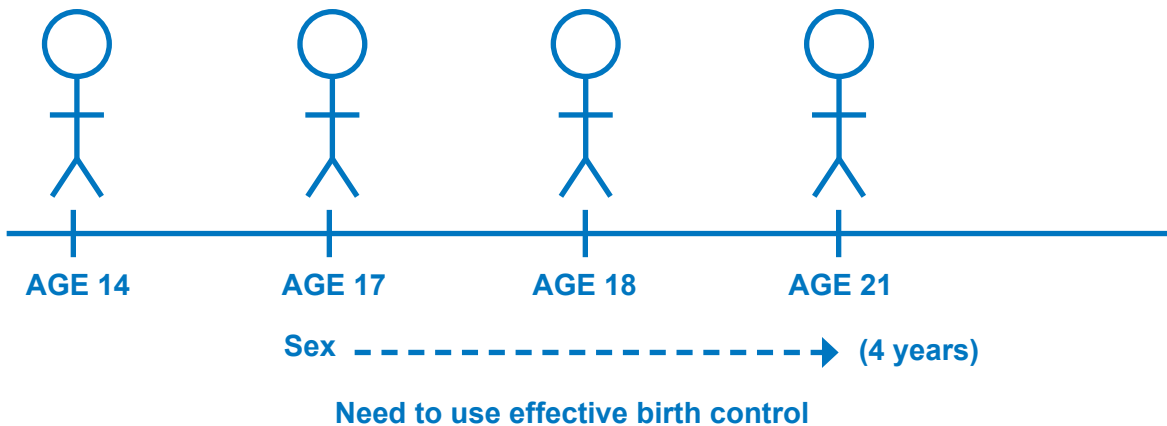 AGE 14 AGE 17 AGE 18 AGE 21
Sex (4 years)
Need to use effective birth control